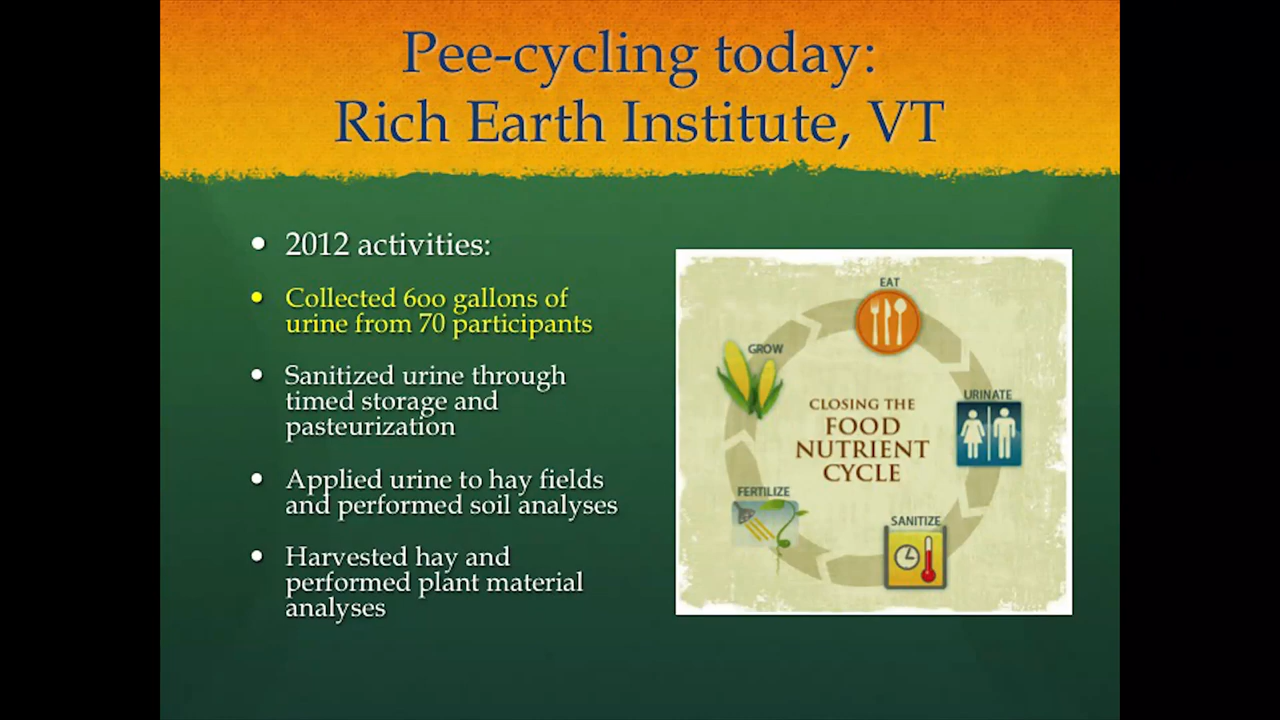 Pee-cycling today:
Rich Earth Institute, VT
• 2012 activities:
• Collected 600 gallons of
urine from 70 participants
• Sanitized urine through
timed storage and
pasteurization
• Applied urine to hay fields
and performed soil analyses
• Harvested hay and
performed plant material
analyses
EAT
GROW
URINATE
CLOSING THE
FOOD
NUTRIENT
CYCLE
FERTILIZE
SANITIZE